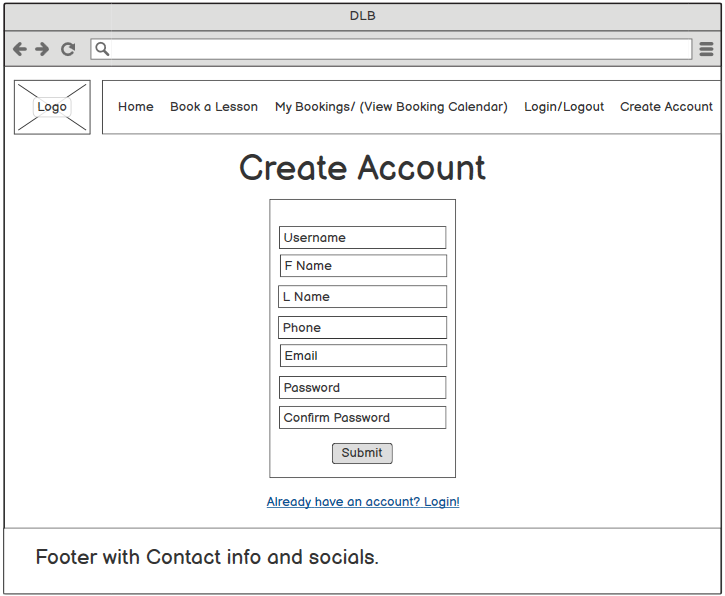 DLB
Logo
Home Book a Lesson My Bookings/ (View Booking Calendar) Login/Logout Create Account
Create Account
Username
F Name
L Name
Phone
Email
Password
Confirm Password
Submit
Already have an account? Login!
Footer with Contact info and socials.